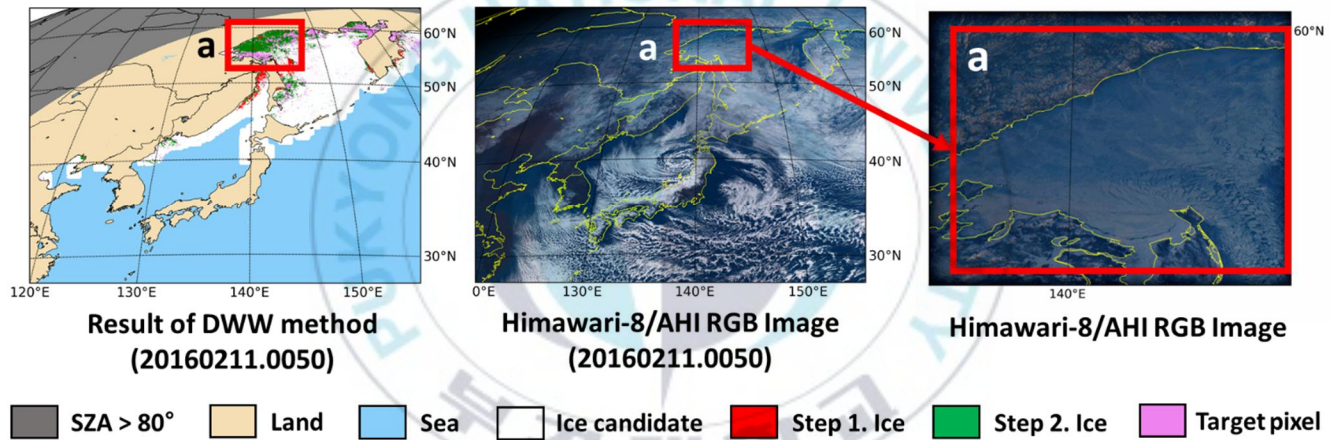 a
60°N
50°N
40°N
30°N
120°E
130°E
140°E
150°E
a
60°N
50°N
40°N
30°N
0°E
130°E
140°E
150°E
a
60°N
140°E
Result of DWW method
(20160211.0050)
Himawari-8/AHI RGB Image
(20160211.0050)
Himawari-8/AHI RGB Image
SZA > 80°
Land
Sea
Ice candidate
Step 1. Ice
Step 2. Ice
Target pixel